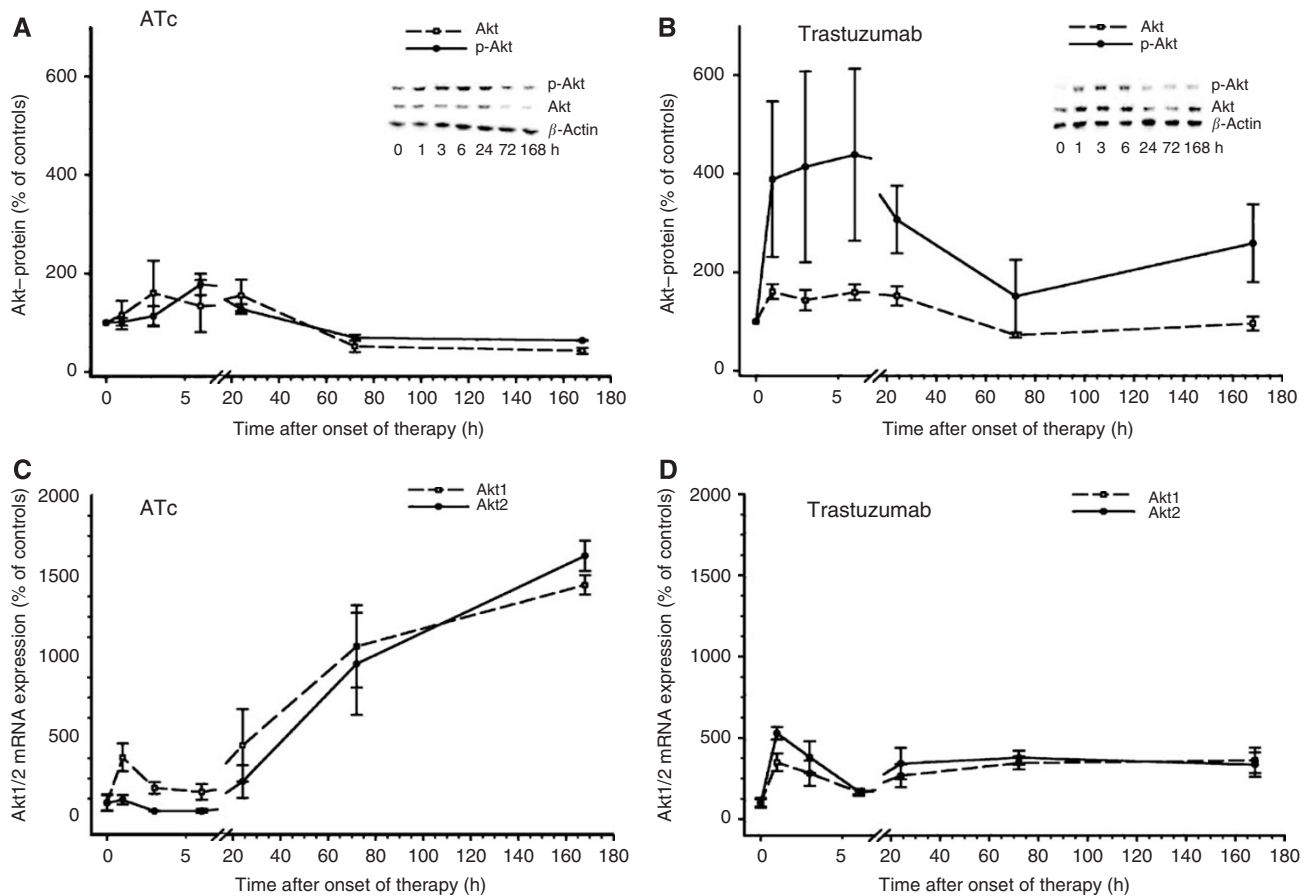 A
ATc
Akt
p-Akt
p-Akt
Akt
β-Actin
0 1 3 6 24 72 168 h
Akt–protein (% of controls)
600
400
200
0
0 5 20 40 60 80 100 120 140 160 180
Time after onset of therapy (h)
B
Trastuzumab
Akt
p-Akt
p-Akt
Akt
β-Actin
0 1 3 6 24 72 168 h
Akt–protein (% of controls)
600
400
200
0
0 5 20 40 60 80 100 120 140 160 180
Time after onset of therapy (h)
C
ATc
Akt1
Akt2
Akt1/2 mRNA expression (% of controls)
2000
1500
1000
500
0
0 5 20 40 60 80 100 120 140 160 180
Time after onset of therapy (h)
D
Trastuzumab
Akt1
Akt2
Akt1/2 mRNA expression (% of controls)
2000
1500
1000
500
0
0 5 20 40 60 80 100 120 140 160 180
Time after onset of therapy (h)